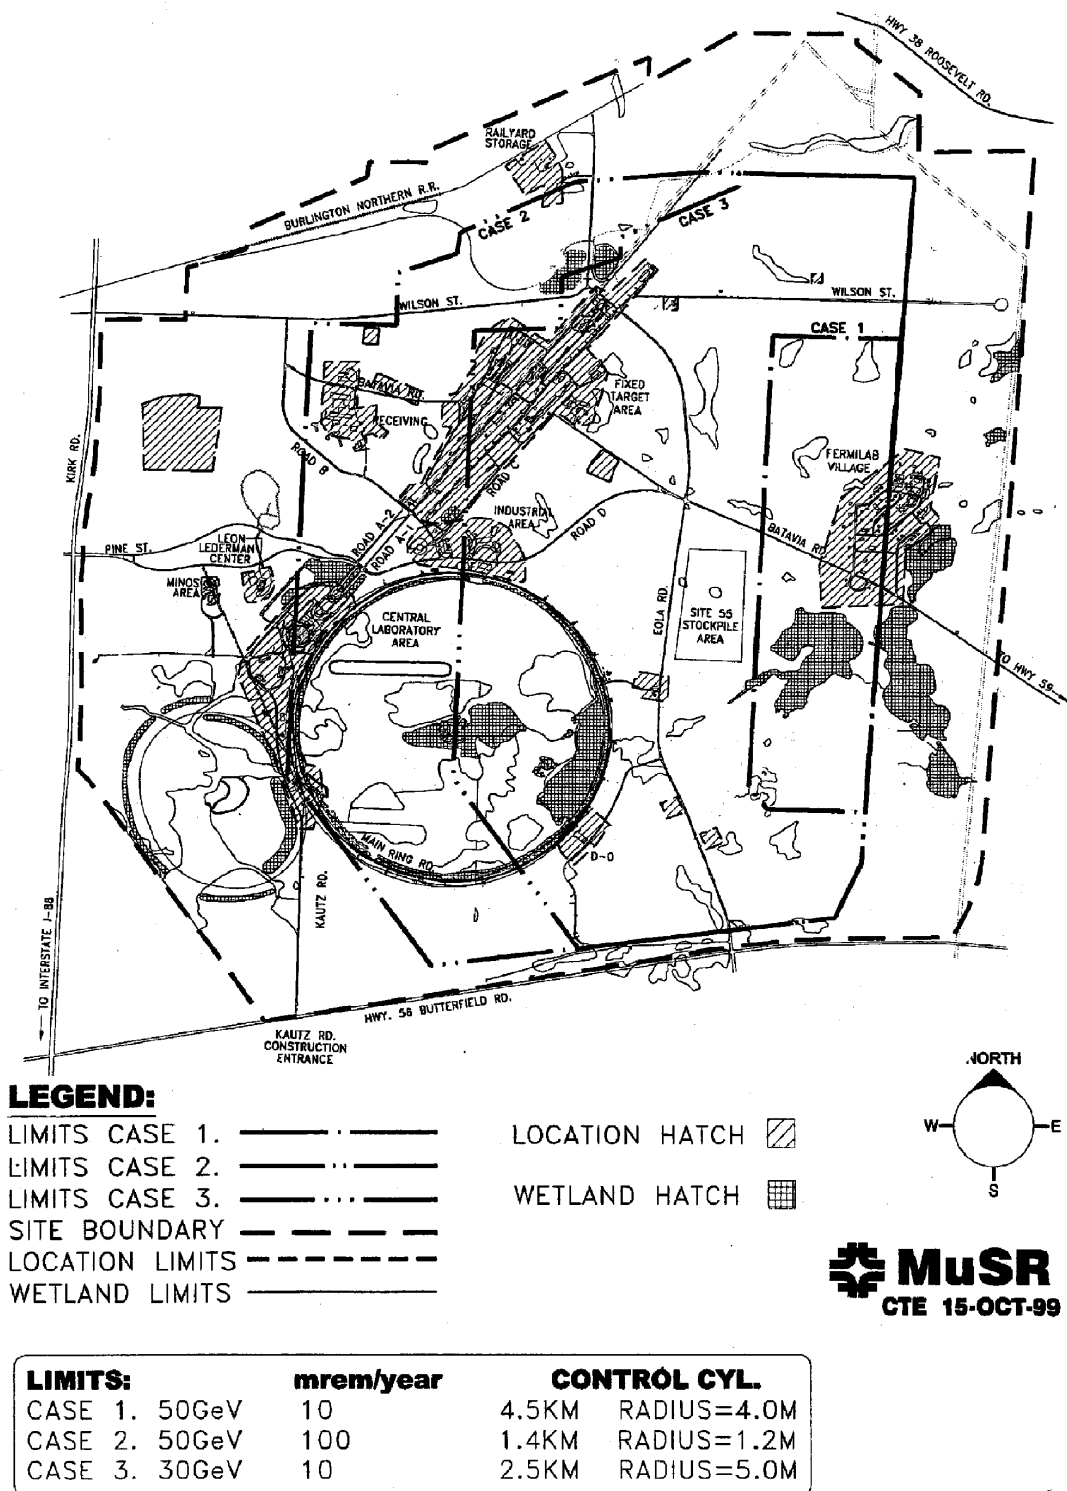 HWY 38 ROOSEVELT RD.
RAILYARD
STORAGE
BURLINGTON NORTHERN R.R.
CASE 2
CASE 3
WILSON ST.
WILSON ST.
CASE 1
KIRK RD.
BATAVIA RD.
RECEIVING
FIXED
TARGET
AREA
ROAD B
ROAD C
FERMILAB
VILLAGE
INDUSTRIAL
AREA
ROAD D
ROAD A-2
ROAD A-1
BATAVIA RD.
PINE ST.
LEON
LEDERMAN
CENTER
MINOS
AREA
CENTRAL
LABORATORY
AREA
EOLA RD.
SITE 55
STOCKPILE
AREA
TO HWY 59
MAIN RING RD.
D-0
KAUTZ RD.
TO INTERSTATE I-88
HWY. 56 BUTTERFIELD RD.
KAUTZ RD.
CONSTRUCTION
ENTRANCE
NORTH
W E
S
LEGEND:
LIMITS CASE 1.
LIMITS CASE 2.
LIMITS CASE 3.
SITE BOUNDARY
LOCATION LIMITS
WETLAND LIMITS
LOCATION HATCH
WETLAND HATCH
MuSR
CTE 15-OCT-99
LIMITS: mrem/year CONTROL CYL.
CASE 1. 50GeV 10 4.5KM RADIUS=4.0M
CASE 2. 50GeV 100 1.4KM RADIUS=1.2M
CASE 3. 30GeV 10 2.5KM RADIUS=5.0M